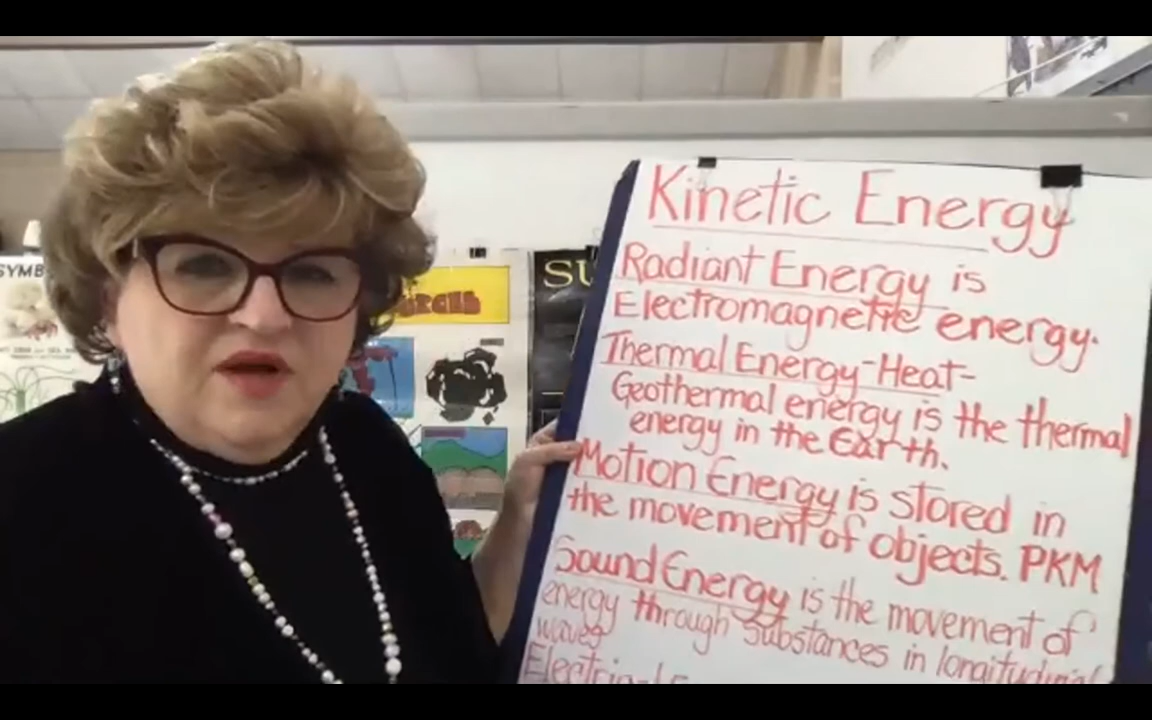 Kinetic Energy
Radiant Energy is
Electromagnetic energy.
Thermal Energy-Heat-
Geothermal energy is the thermal
energy in the Earth.
Motion Energy is stored in
the movement of objects. PKM
Sound Energy is the movement of
energy through substances in longitudinal
waves
SYMB
SU